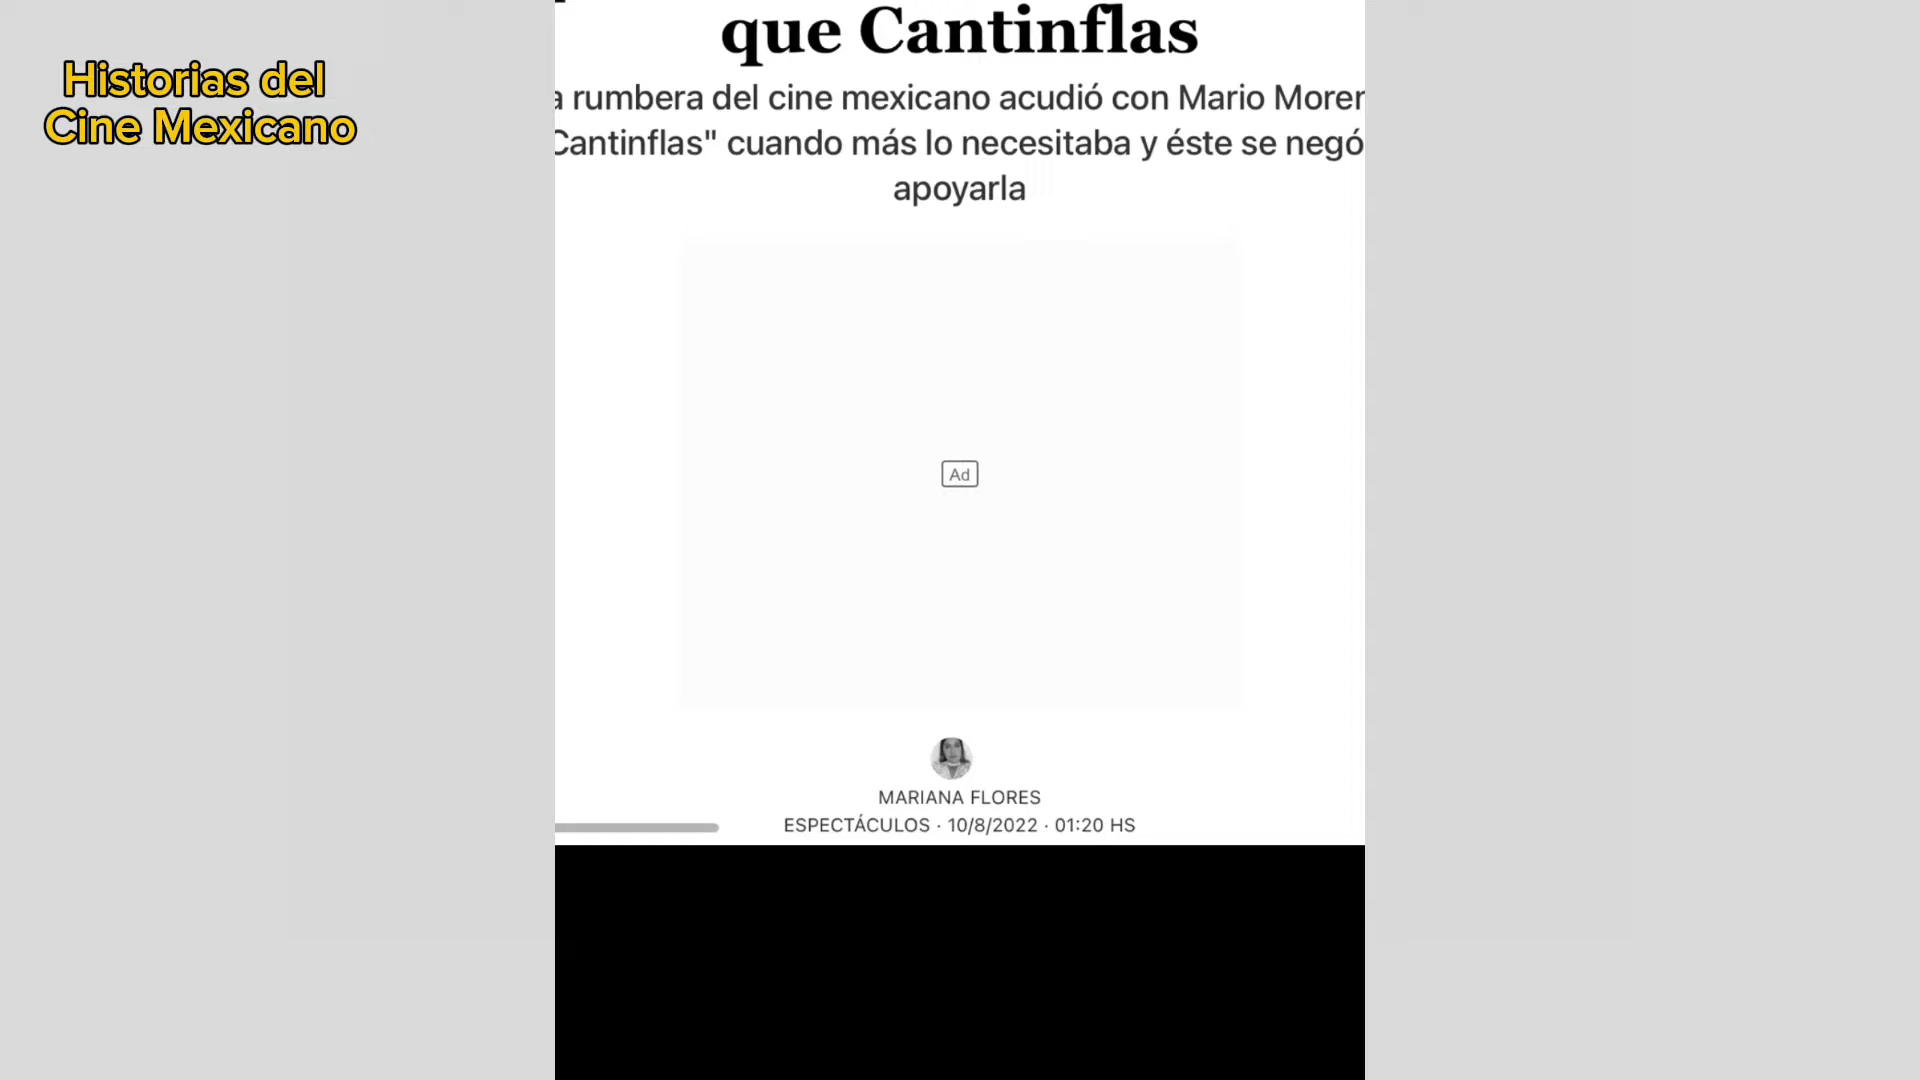 Historias del
Cine Mexicano
que Cantinflas
a rumbera del cine mexicano acudió con Mario Morer
Cantinflas" cuando más lo necesitaba y éste se negó
apoyarla
Ad
MARIANA FLORES
ESPECTÁCULOS · 10/8/2022 · 01:20 HS